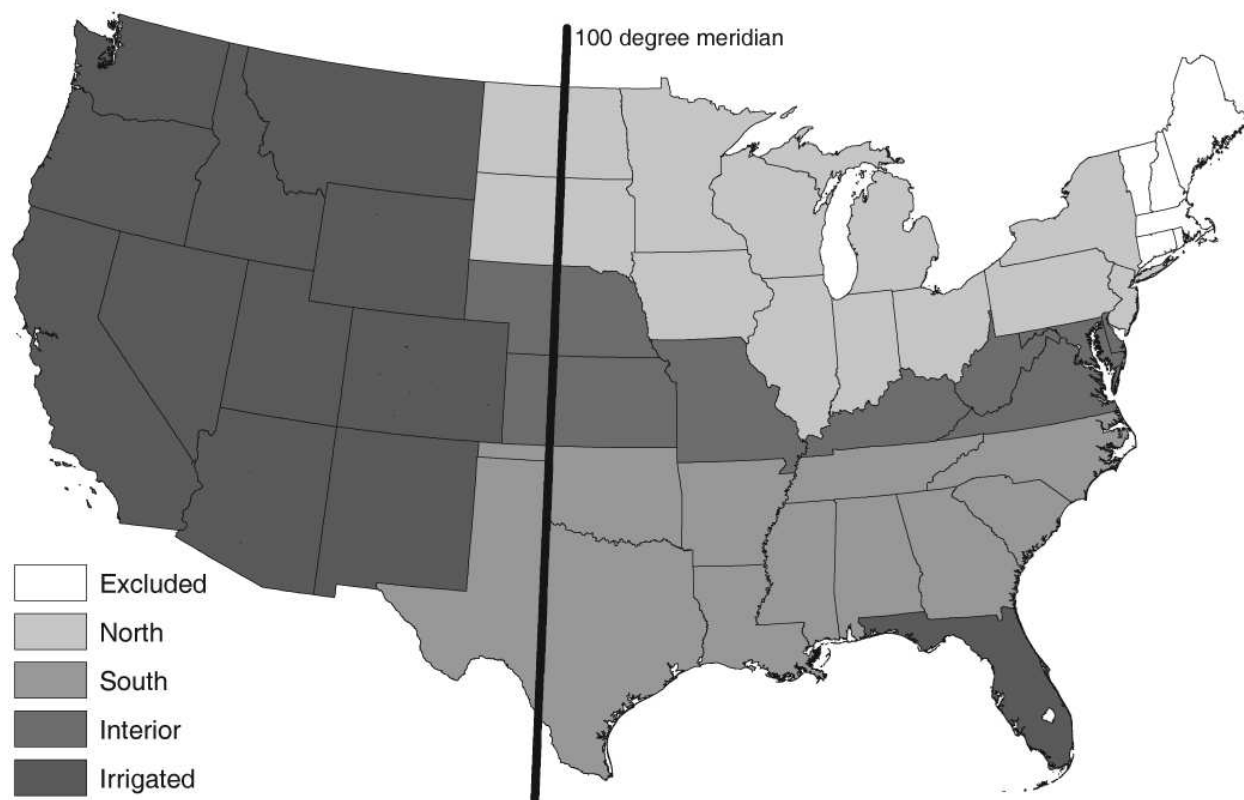 100 degree meridian
Excluded
North
South
Interior
Irrigated